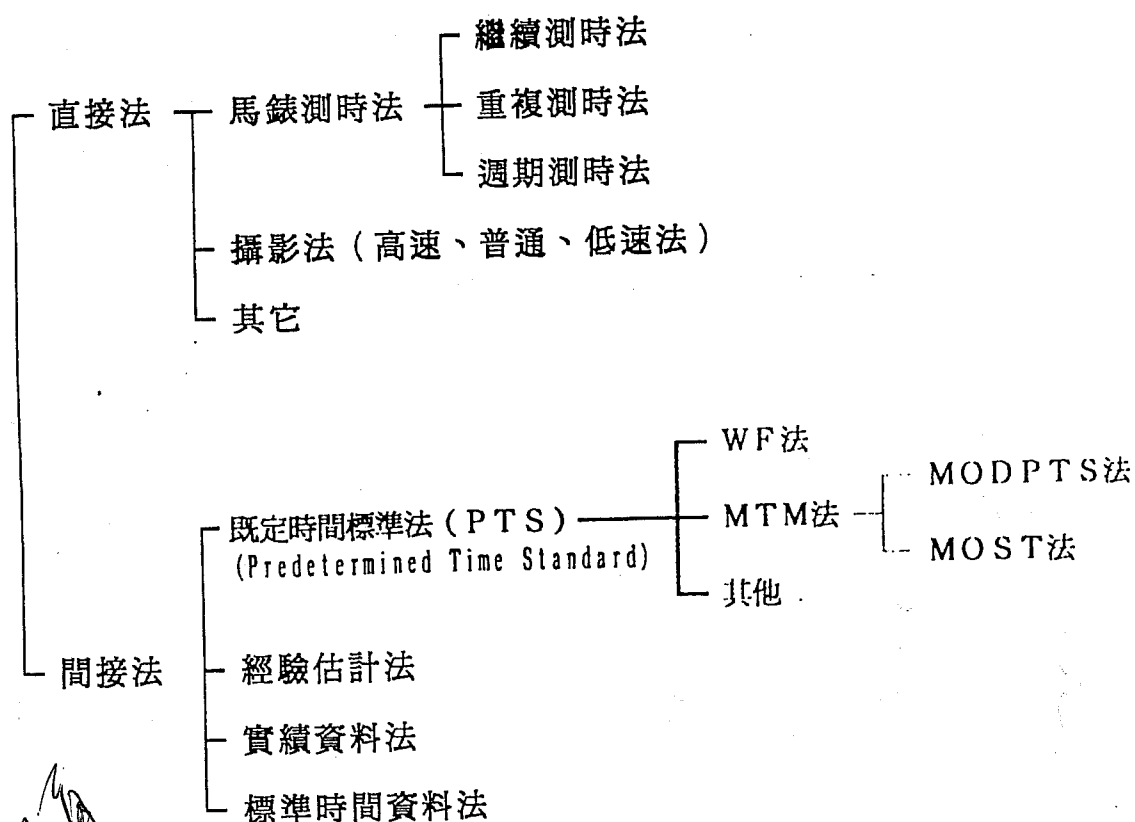 繼續測時法
直接法
馬錶測時法
重複測時法
週期測時法
攝影法（高速、普通、低速法）
其它
WF法
MODPTS法
既定時間標準法（PTS）
MTM法
(Predetermined Time Standard)
MOST法
其他
間接法
經驗估計法
實績資料法
標準時間資料法